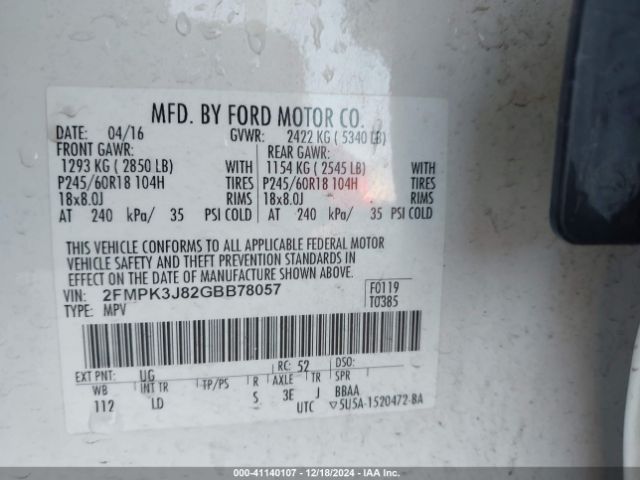 MFD. BY FORD MOTOR CO.
DATE: 04/16 GVWR: 2422 KG ( 5340 LB)
FRONT GAWR: REAR GAWR:
1293 KG ( 2850 LB) WITH 1154 KG ( 2545 LB) WITH
P245/60R18 104H TIRES P245/60R18 104H TIRES
18x8.0J RIMS 18x8.0J RIMS
AT 240 kPa/ 35 PSI COLD AT 240 kPa/ 35 PSI COLD
THIS VEHICLE CONFORMS TO ALL APPLICABLE FEDERAL MOTOR
VEHICLE SAFETY AND THEFT PREVENTION STANDARDS IN
EFFECT ON THE DATE OF MANUFACTURE SHOWN ABOVE.
VIN: 2FMPK3J82GBB78057 F0119
TYPE: MPV T0385
EXT PNT: UG RC: 52 DSO:
WB INT TR TP/PS R AXLE TR SPR
112 LD S 3E J BBAA
UTC ▽5U5A-1520472-BA
000-41140107 - 12/18/2024 - IAA.com